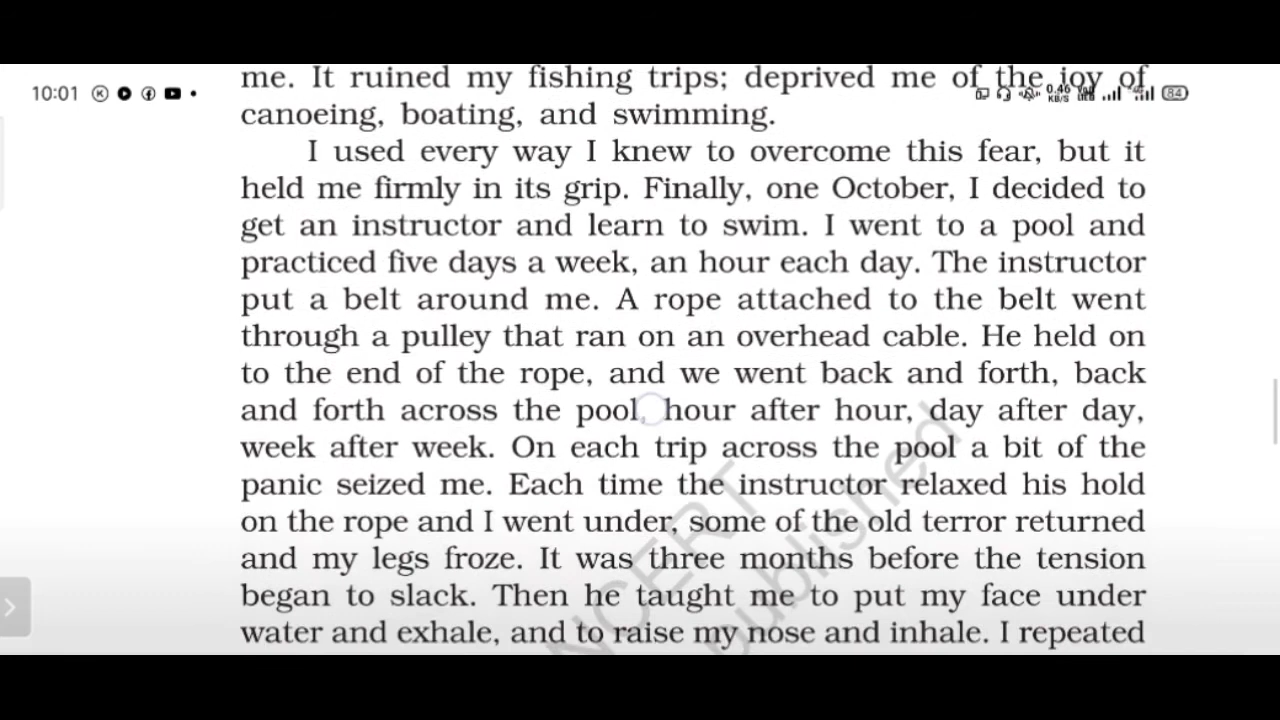 me. It ruined my fishing trips; deprived me of the joy of
10:01
0.46 KB/S
84
canoeing, boating, and swimming.
I used every way I knew to overcome this fear, but it
held me firmly in its grip. Finally, one October, I decided to
get an instructor and learn to swim. I went to a pool and
practiced five days a week, an hour each day. The instructor
put a belt around me. A rope attached to the belt went
through a pulley that ran on an overhead cable. He held on
to the end of the rope, and we went back and forth, back
and forth across the pool, hour after hour, day after day,
week after week. On each trip across the pool a bit of the
panic seized me. Each time the instructor relaxed his hold
on the rope and I went under, some of the old terror returned
and my legs froze. It was three months before the tension
began to slack. Then he taught me to put my face under
water and exhale, and to raise my nose and inhale. I repeated
NCERT
published